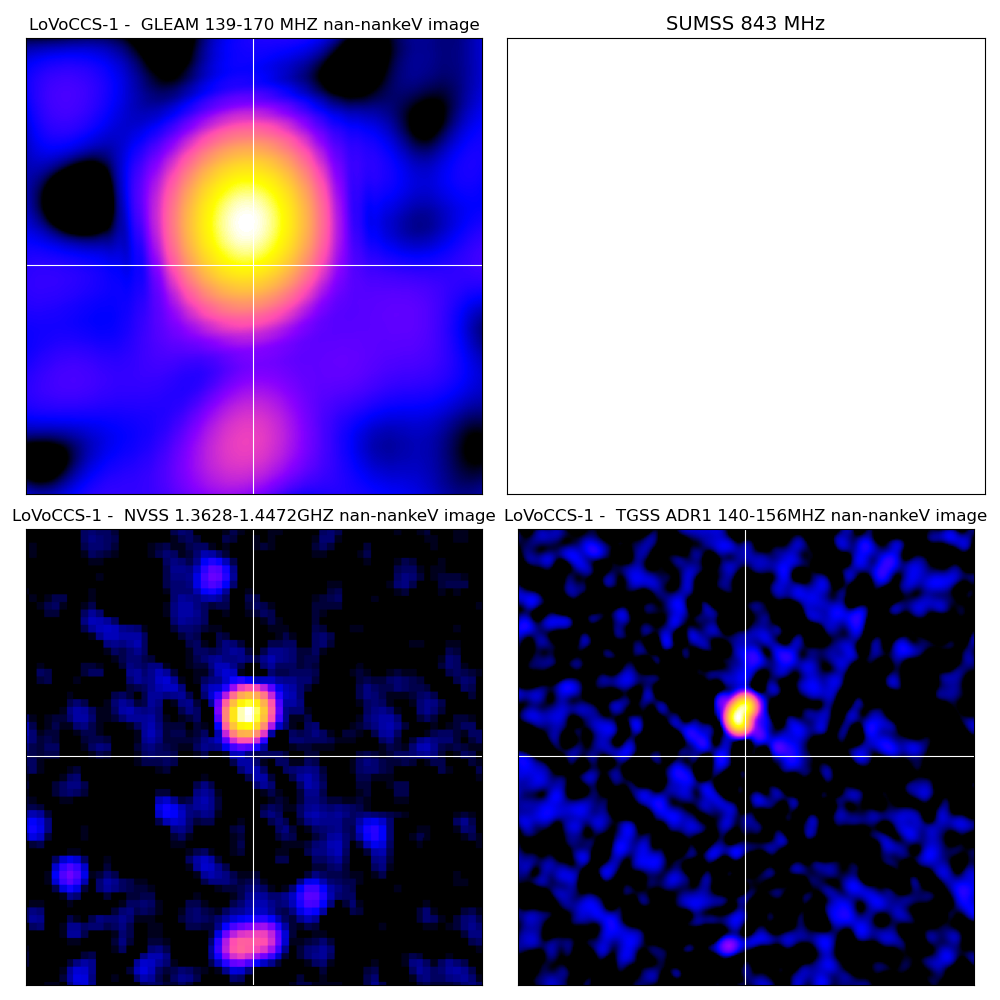 LoVoCCS-1 -  GLEAM 139-170 MHZ nan-nankeV image
SUMSS 843 MHz
LoVoCCS-1 -  NVSS 1.3628-1.4472GHZ nan-nankeV image
LoVoCCS-1 -  TGSS ADR1 140-156MHZ nan-nankeV image